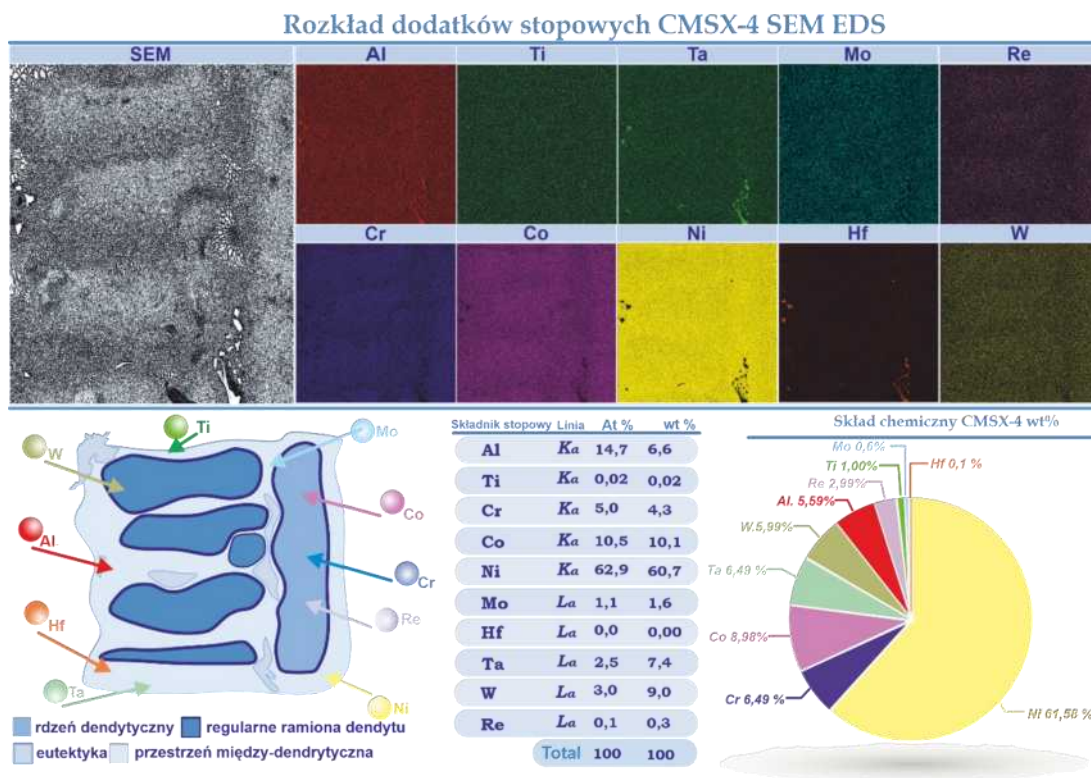 Rozkład dodatków stopowych CMSX-4 SEM EDS
SEM
Al
Ti
Ta
Mo
Re
Cr
Co
Ni
Hf
W
Ti
Mo
W
Co
Al.
Cr
Re
Hf
Ta
Ni
rdzeń dendytyczny
regularne ramiona dendytu
eutektyka
przestrzeń między-dendrytyczna
Składnik stopowy Linia At % wt %
Al Ka 14,7 6,6
Ti Ka 0,02 0,02
Cr Ka 5,0 4,3
Co Ka 10,5 10,1
Ni Ka 62,9 60,7
Mo La 1,1 1,6
Hf La 0,0 0,00
Ta La 2,5 7,4
W La 3,0 9,0
Re La 0,1 0,3
Total 100 100
Skład chemiczny CMSX-4 wt%
Mo 0,6%
Ti 1,00%
Hf 0,1 %
Re 2,99%
Al. 5,59%
W.5,99%
Ta 6,49 %
Co 8,98%
Cr 6,49 %
Ni 61,58 %